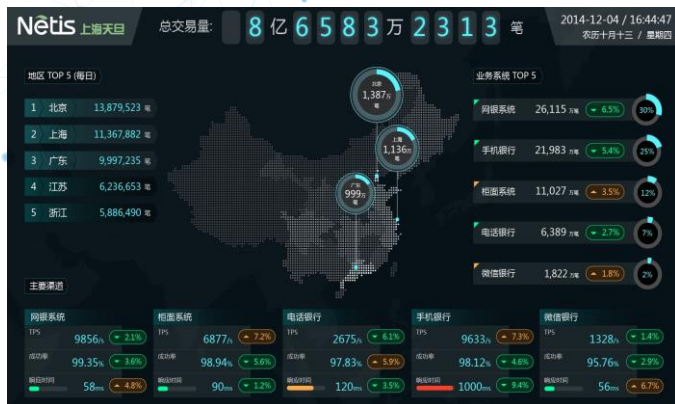 Netis 上海天旦
总交易量: 8亿6583万2313 笔
2014-12-04 / 16:44:47
农历十月十三 / 星期四
地区 TOP 5 (每日)
1 北京 13,879,523 笔
2 上海 11,367,882 笔
3 广东 9,997,235 笔
4 江苏 6,236,653 笔
5 浙江 5,886,490 笔
北京
1,387万
笔
上海
1,136万
笔
广东
999万
笔
业务系统 TOP 5
网银系统 26,115 万笔 6.5% 30%
手机银行 21,983 万笔 5.4% 25%
柜面系统 11,027 万笔 3.5% 12%
电话银行 6,389 万笔 2.7% 7%
微信银行 1,822 万笔 1.8% 2%
主要渠道
网银系统
TPS 9856/s 2.1%
成功率 99.35% 3.6%
响应时间 58ms 4.8%
柜面系统
TPS 6877/s 7.2%
成功率 98.94% 5.6%
响应时间 90ms 1.2%
电话银行
TPS 2675/s 6.1%
成功率 97.83% 5.9%
响应时间 120ms 3.5%
手机银行
TPS 9633/s 7.3%
成功率 98.12% 4.6%
响应时间 1000ms 9.4%
微信银行
TPS 1328/s 1.4%
成功率 95.76% 2.9%
响应时间 56ms 6.7%